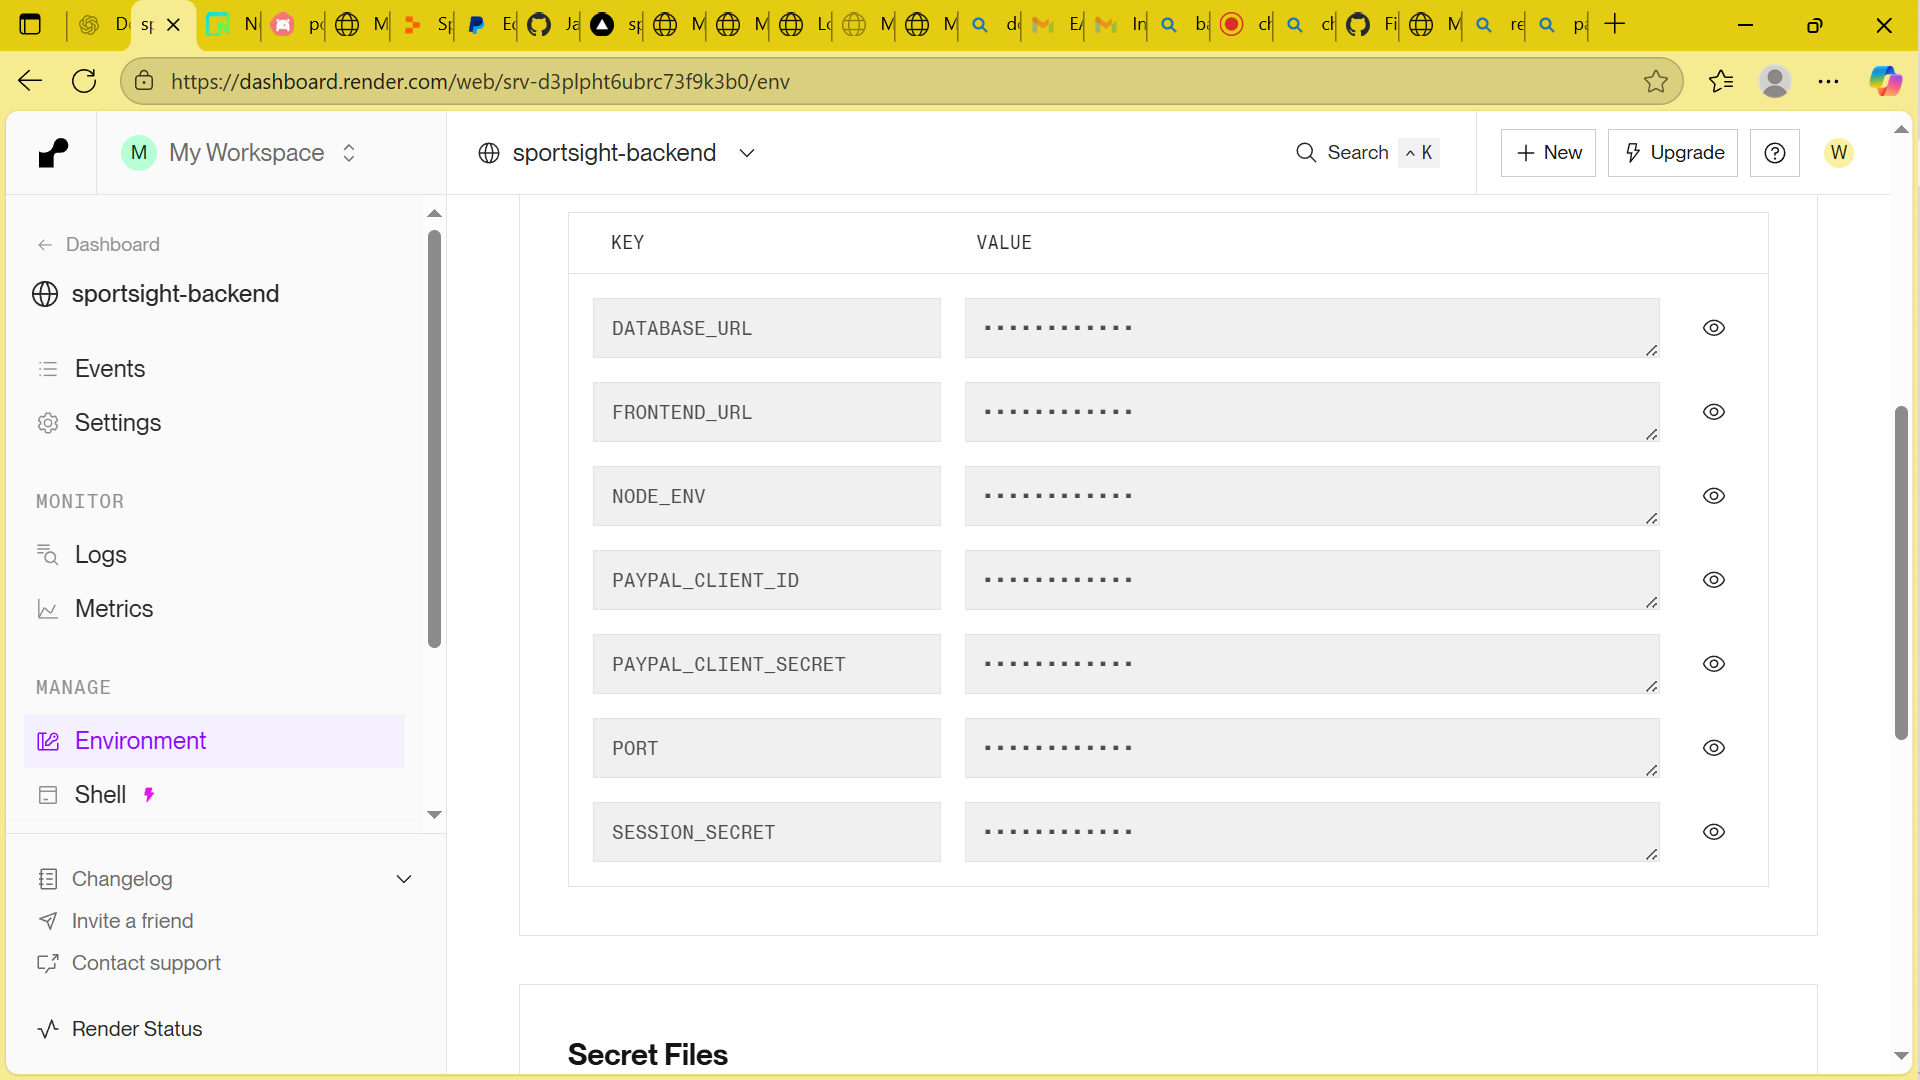 https://dashboard.render.com/web/srv-d3plpht6ubrc73f9k3b0/env
M My Workspace
sportsight-backend
Search ^ K
+ New
Upgrade
W
Dashboard
sportsight-backend
Events
Settings
MONITOR
Logs
Metrics
MANAGE
Environment
Shell
Changelog
Invite a friend
Contact support
Render Status
KEY VALUE
DATABASE_URL
FRONTEND_URL
NODE_ENV
PAYPAL_CLIENT_ID
PAYPAL_CLIENT_SECRET
PORT
SESSION_SECRET
Secret Files